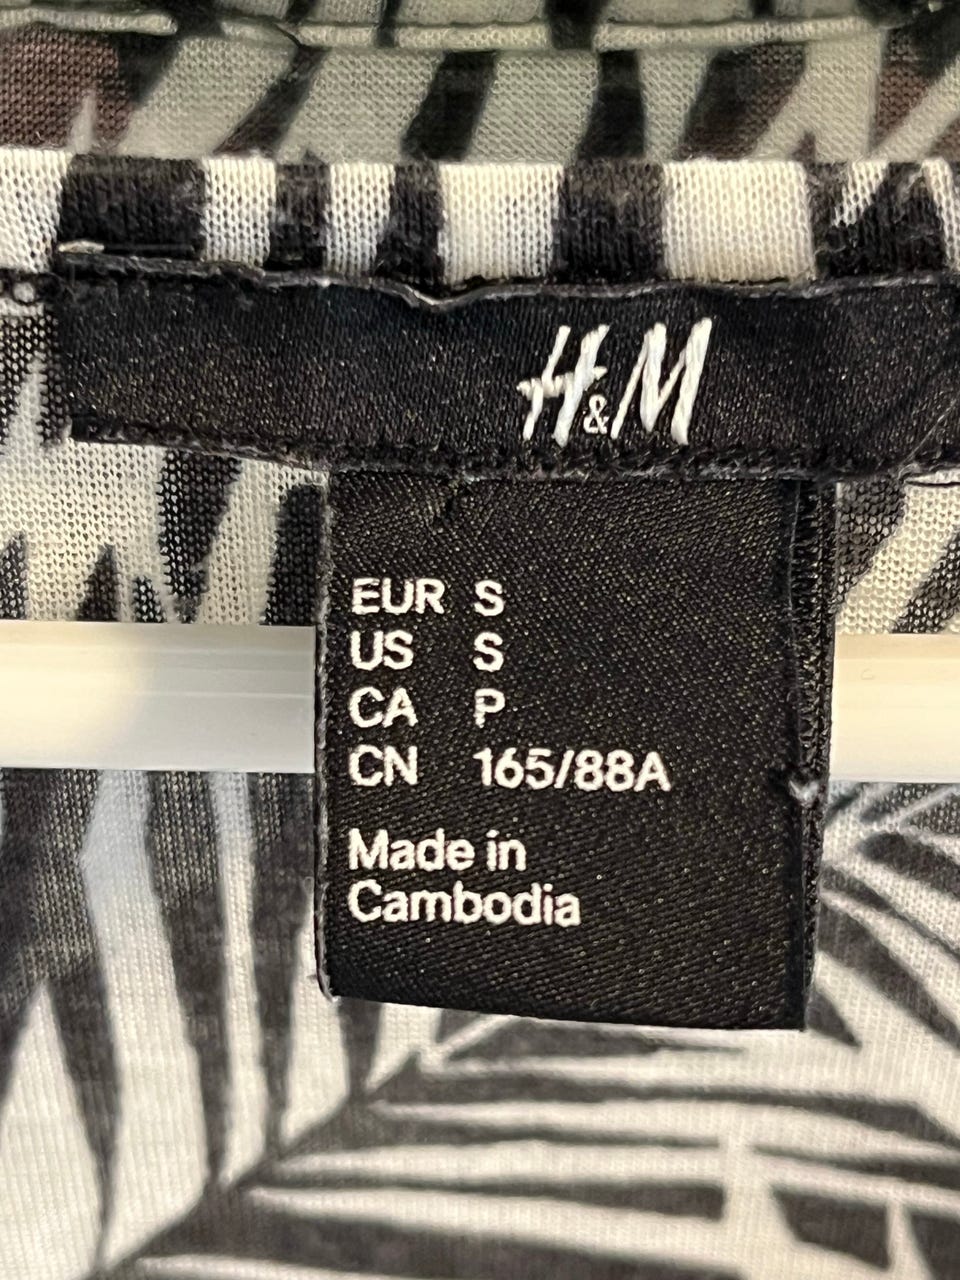 H&M
EUR S
US S
CA P
CN 165/88A
Made in
Cambodia